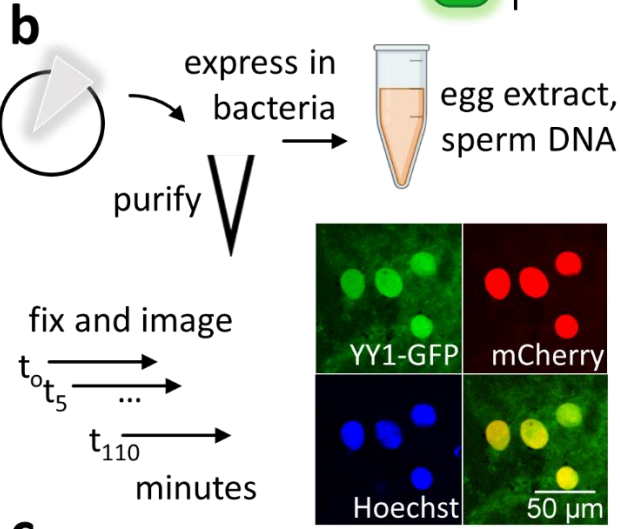 b
express in
bacteria
egg extract,
sperm DNA
purify
fix and image
to
t5
...
t110
minutes
YY1-GFP
mCherry
Hoechst
50 µm